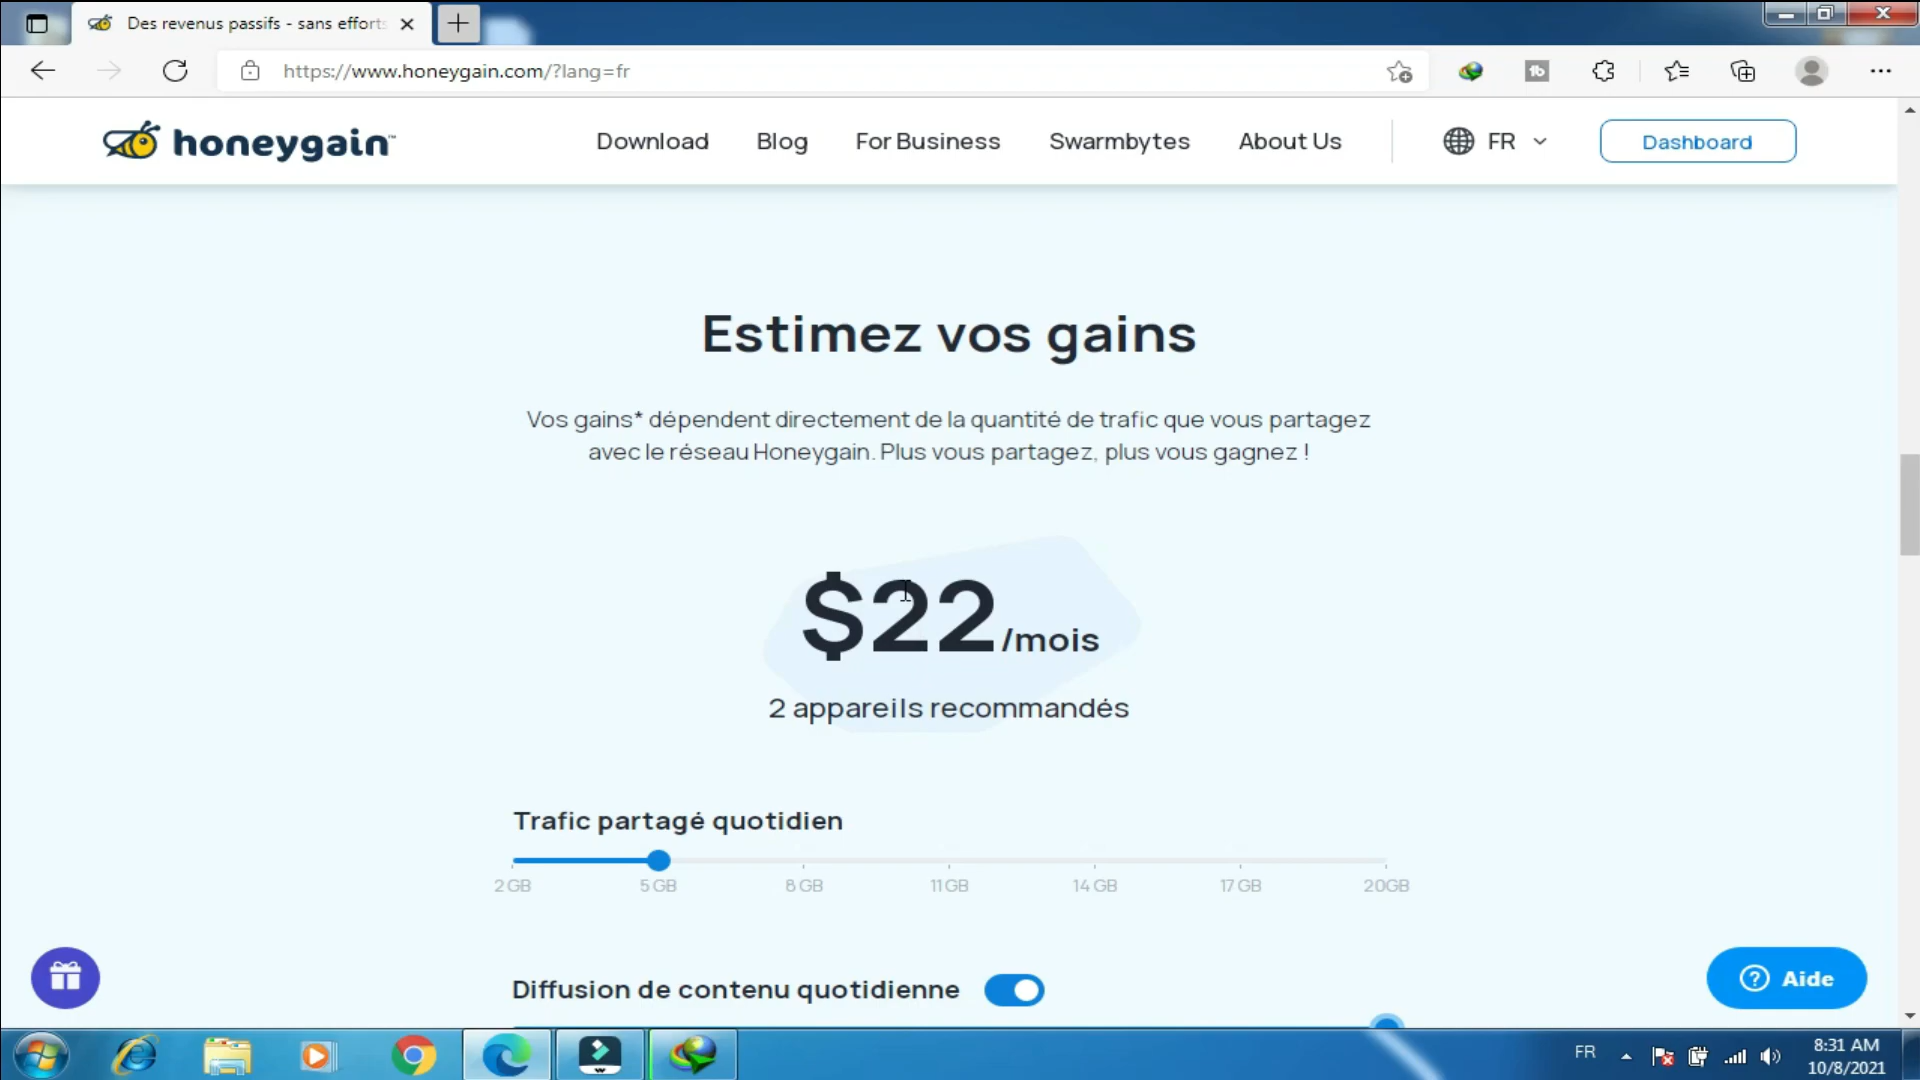 Des revenus passifs - sans efforts
https://www.honeygain.com/?lang=fr
honeygain™
Download
Blog
For Business
Swarmbytes
About Us
FR
Dashboard
Estimez vos gains
Vos gains* dépendent directement de la quantité de trafic que vous partagez
avec le réseau Honeygain. Plus vous partagez, plus vous gagnez !
$22/mois
2 appareils recommandés
Trafic partagé quotidien
2 GB
5 GB
8 GB
11 GB
14 GB
17 GB
20GB
Diffusion de contenu quotidienne
Aide
FR
8:31 AM
10/8/2021